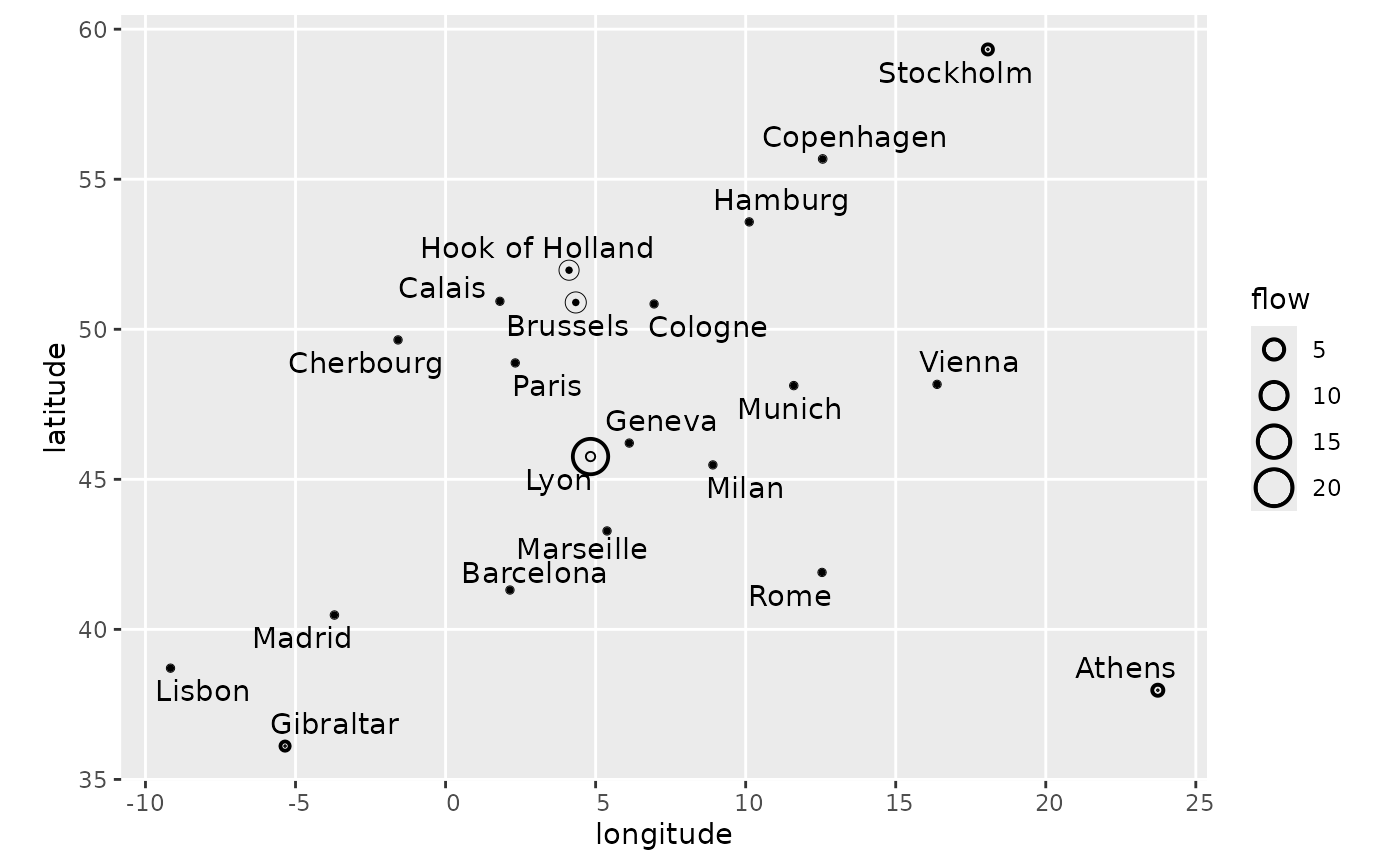 60
Stockholm
Copenhagen
55
Hamburg
Hook of Holland
Calais
Brussels
Cologne
50
Cherbourg
Vienna
Paris
Munich
Geneva
Lyon
Milan
45
Marseille
Barcelona
Rome
40
Madrid
Athens
Lisbon
Gibraltar
35
-10 -5 0 5 10 15 20 25
longitude
latitude
flow
5
10
15
20